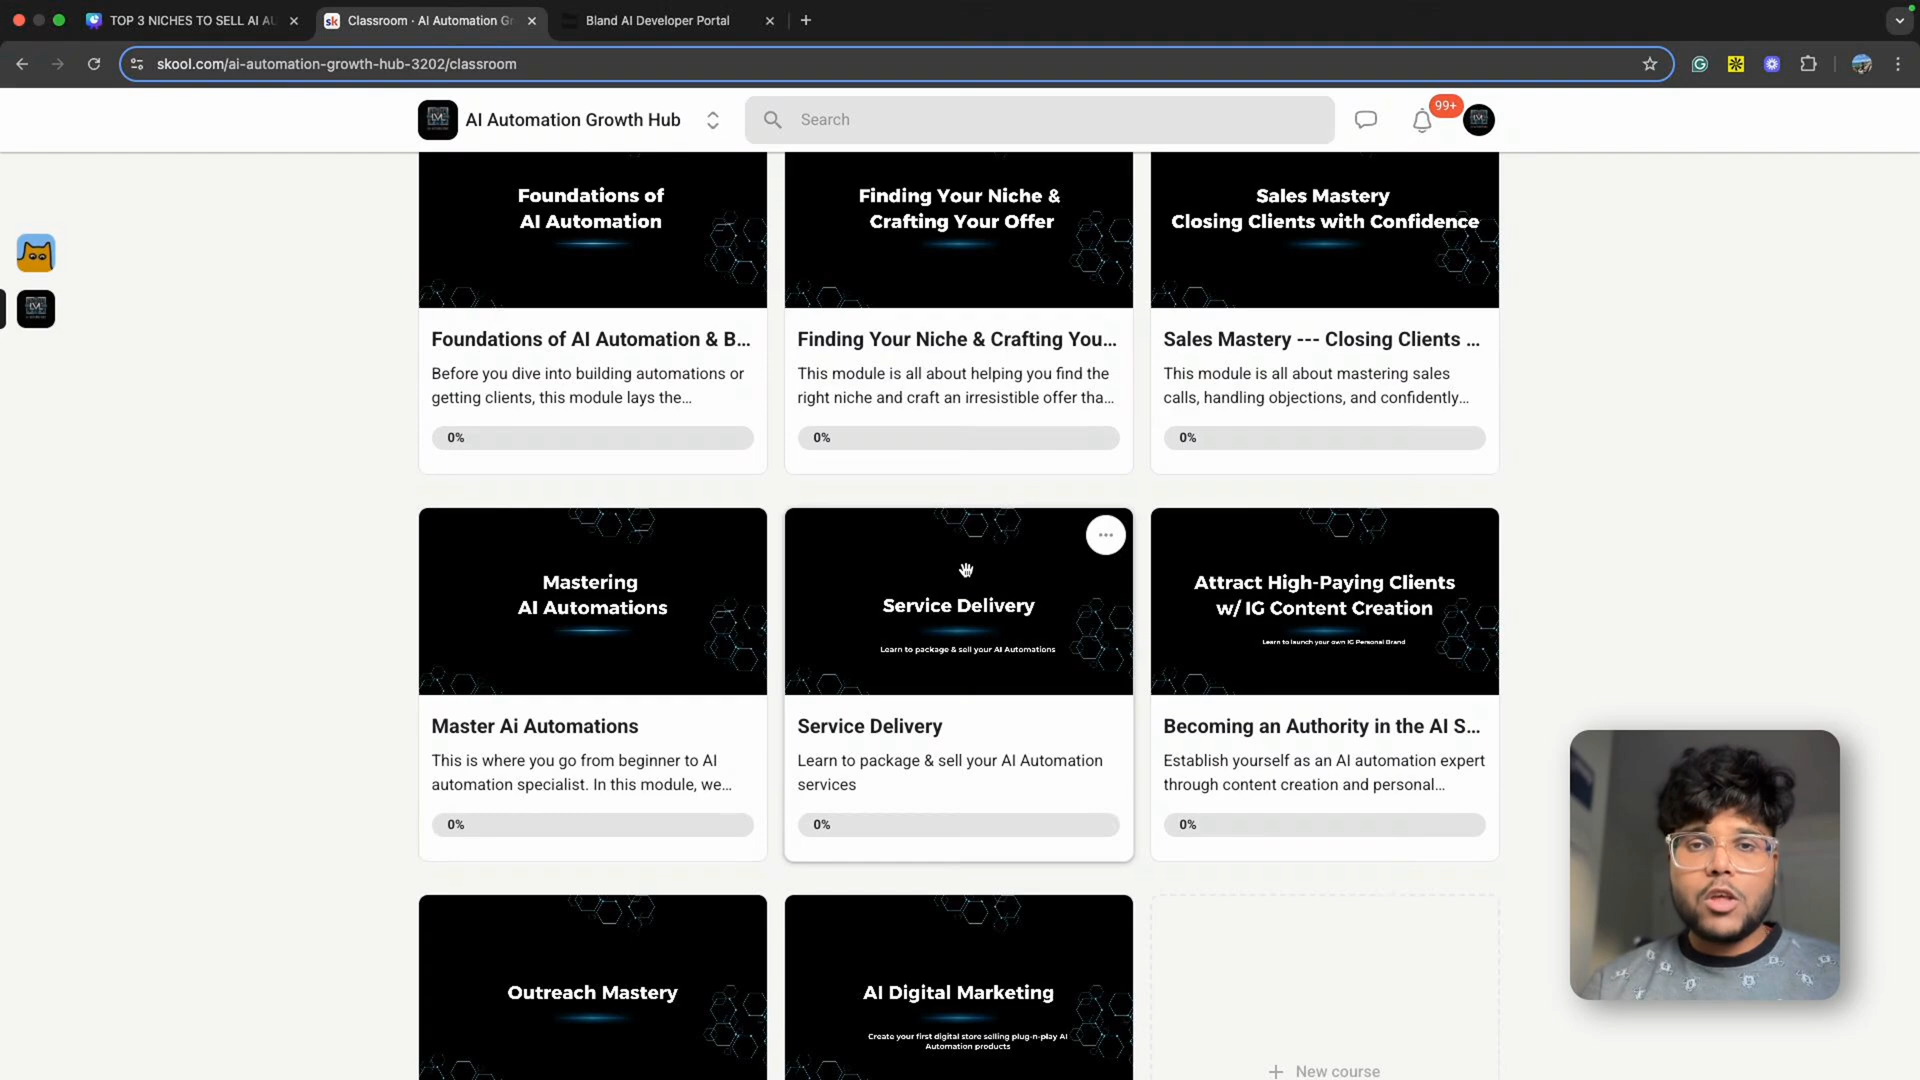 TOP 3 NICHES TO SELL AI AU
Classroom · AI Automation Gr
Bland AI Developer Portal
skool.com/ai-automation-growth-hub-3202/classroom
AI Automation Growth Hub
Search
99+
Foundations of
AI Automation
Finding Your Niche &
Crafting Your Offer
Sales Mastery
Closing Clients with Confidence
Foundations of AI Automation & B...
Before you dive into building automations or
getting clients, this module lays the...
0%
Finding Your Niche & Crafting You...
This module is all about helping you find the
right niche and craft an irresistible offer tha...
0%
Sales Mastery --- Closing Clients ...
This module is all about mastering sales
calls, handling objections, and confidently...
0%
Mastering
AI Automations
Service Delivery
Learn to package & sell your AI Automations
Attract High-Paying Clients
w/ IG Content Creation
Learn to launch your own IG Personal Brand
Master Ai Automations
This is where you go from beginner to AI
automation specialist. In this module, we...
0%
Service Delivery
Learn to package & sell your AI Automation
services
0%
Becoming an Authority in the AI S...
Establish yourself as an AI automation expert
through content creation and personal...
0%
Outreach Mastery
AI Digital Marketing
Create your first digital store selling plug-n-play AI
Automation products
+ New course